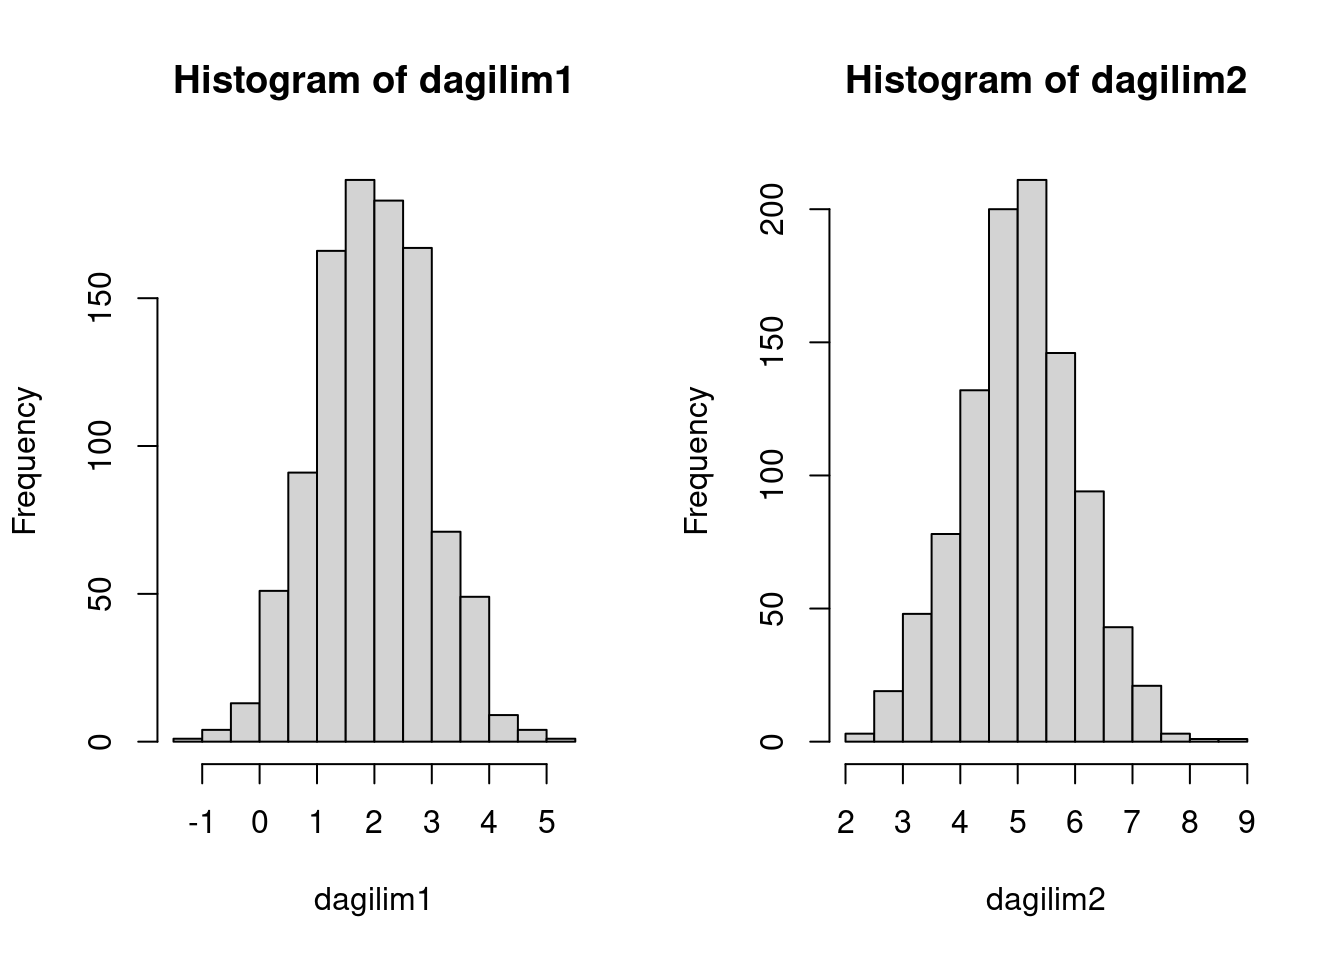 Histogram of dagilim1
Frequency
0 50 100 150
-1 0 1 2 3 4 5
dagilim1
Histogram of dagilim2
Frequency
0 50 100 150 200
2 3 4 5 6 7 8 9
dagilim2